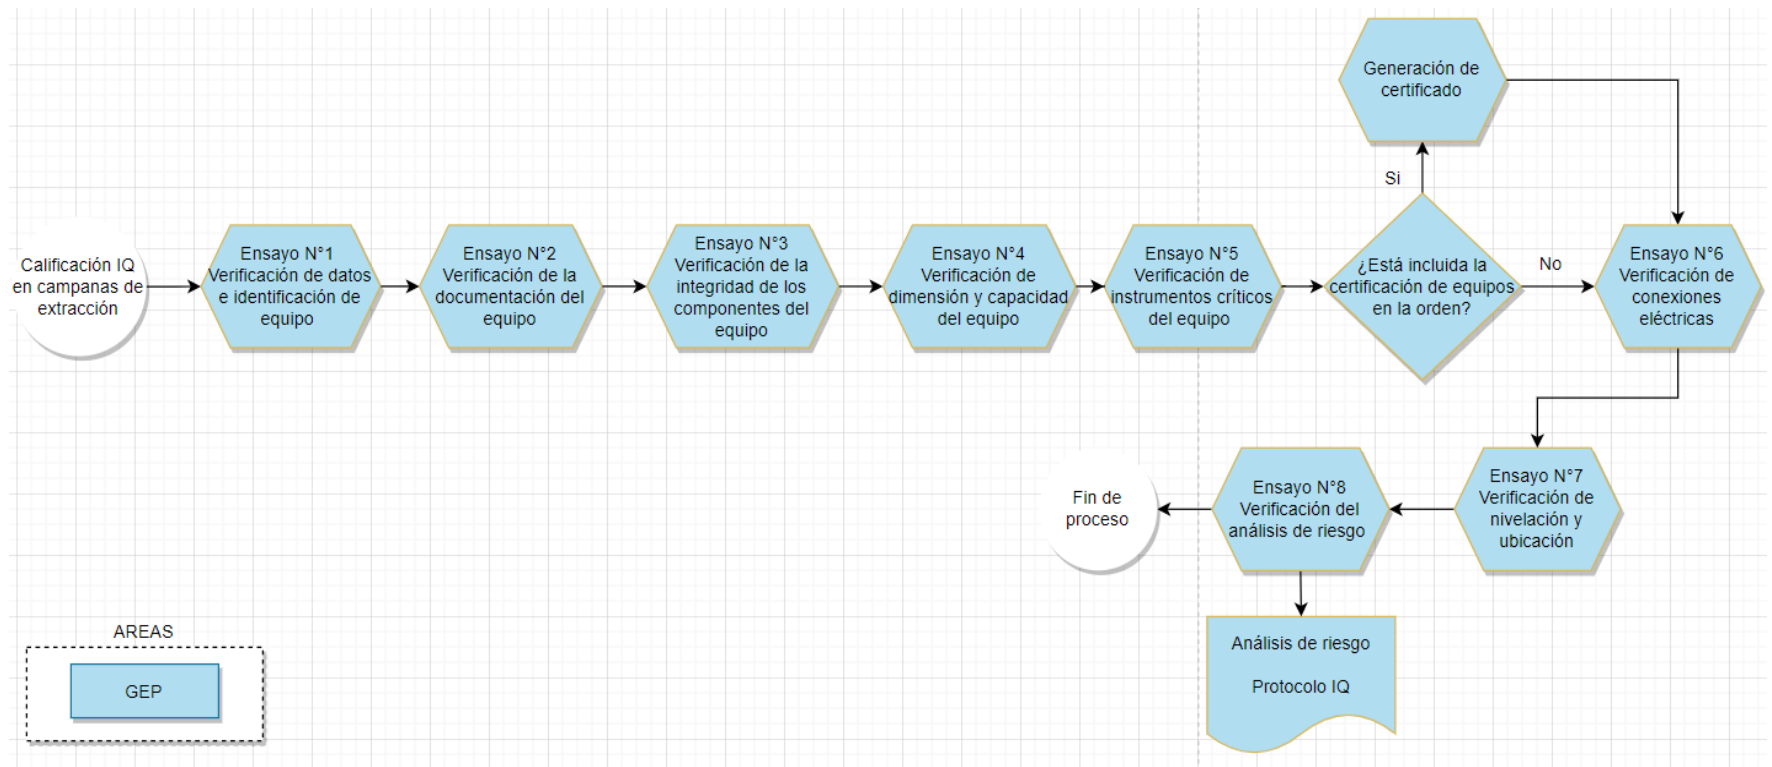 Calificación IQ
en campanas de
extracción
Ensayo N°1
Verificación de datos
e identificación de
equipo
Ensayo N°2
Verificación de la
documentación del
equipo
Ensayo N°3
Verificación de la
integridad de los
componentes del
equipo
Ensayo N°4
Verificación de
dimensión y capacidad
del equipo
Ensayo N°5
Verificación de
instrumentos críticos
del equipo
¿Está incluida la
certificación de equipos
en la orden?
Si
Generación de
certificado
No
Ensayo N°6
Verificación de
conexiones
eléctricas
Ensayo N°7
Verificación de
nivelación y
ubicación
Ensayo N°8
Verificación del
análisis de riesgo
Fin de
proceso
Análisis de riesgo
Protocolo IQ
AREAS
GEP